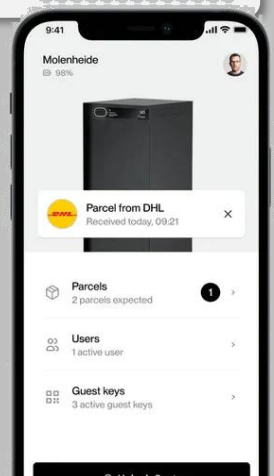 9:41
Molenheide
98%
DHL
Parcel from DHL
Received today, 09:21
Parcels
2 parcels expected
1
Users
1 active user
Guest keys
3 active guest keys